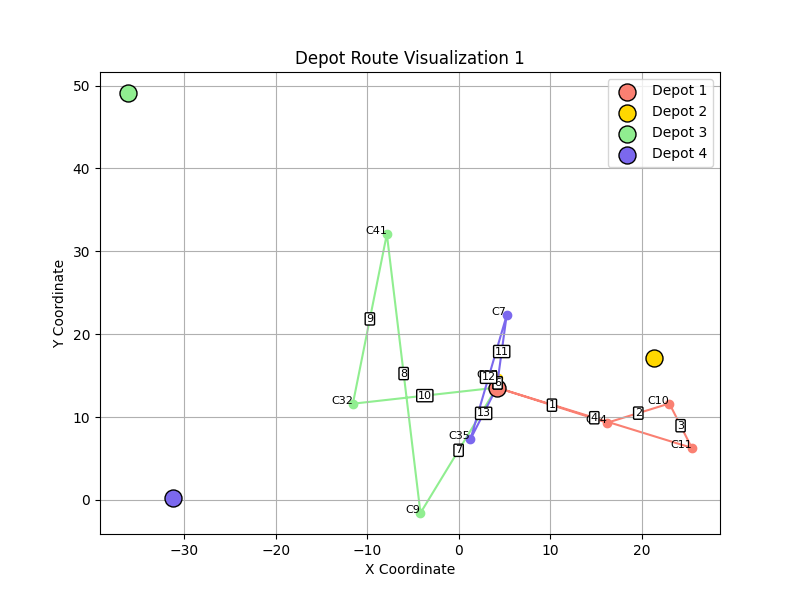 Depot Route Visualization 1
Depot 1
Depot 2
Depot 3
Depot 4
Y Coordinate
50
40
30
20
10
0
C41
C7
9
11
8
12
6
C32
10
1
C10
4
2
13
3
C35
7
C11
C9
−30
−20
−10
0
10
20
X Coordinate